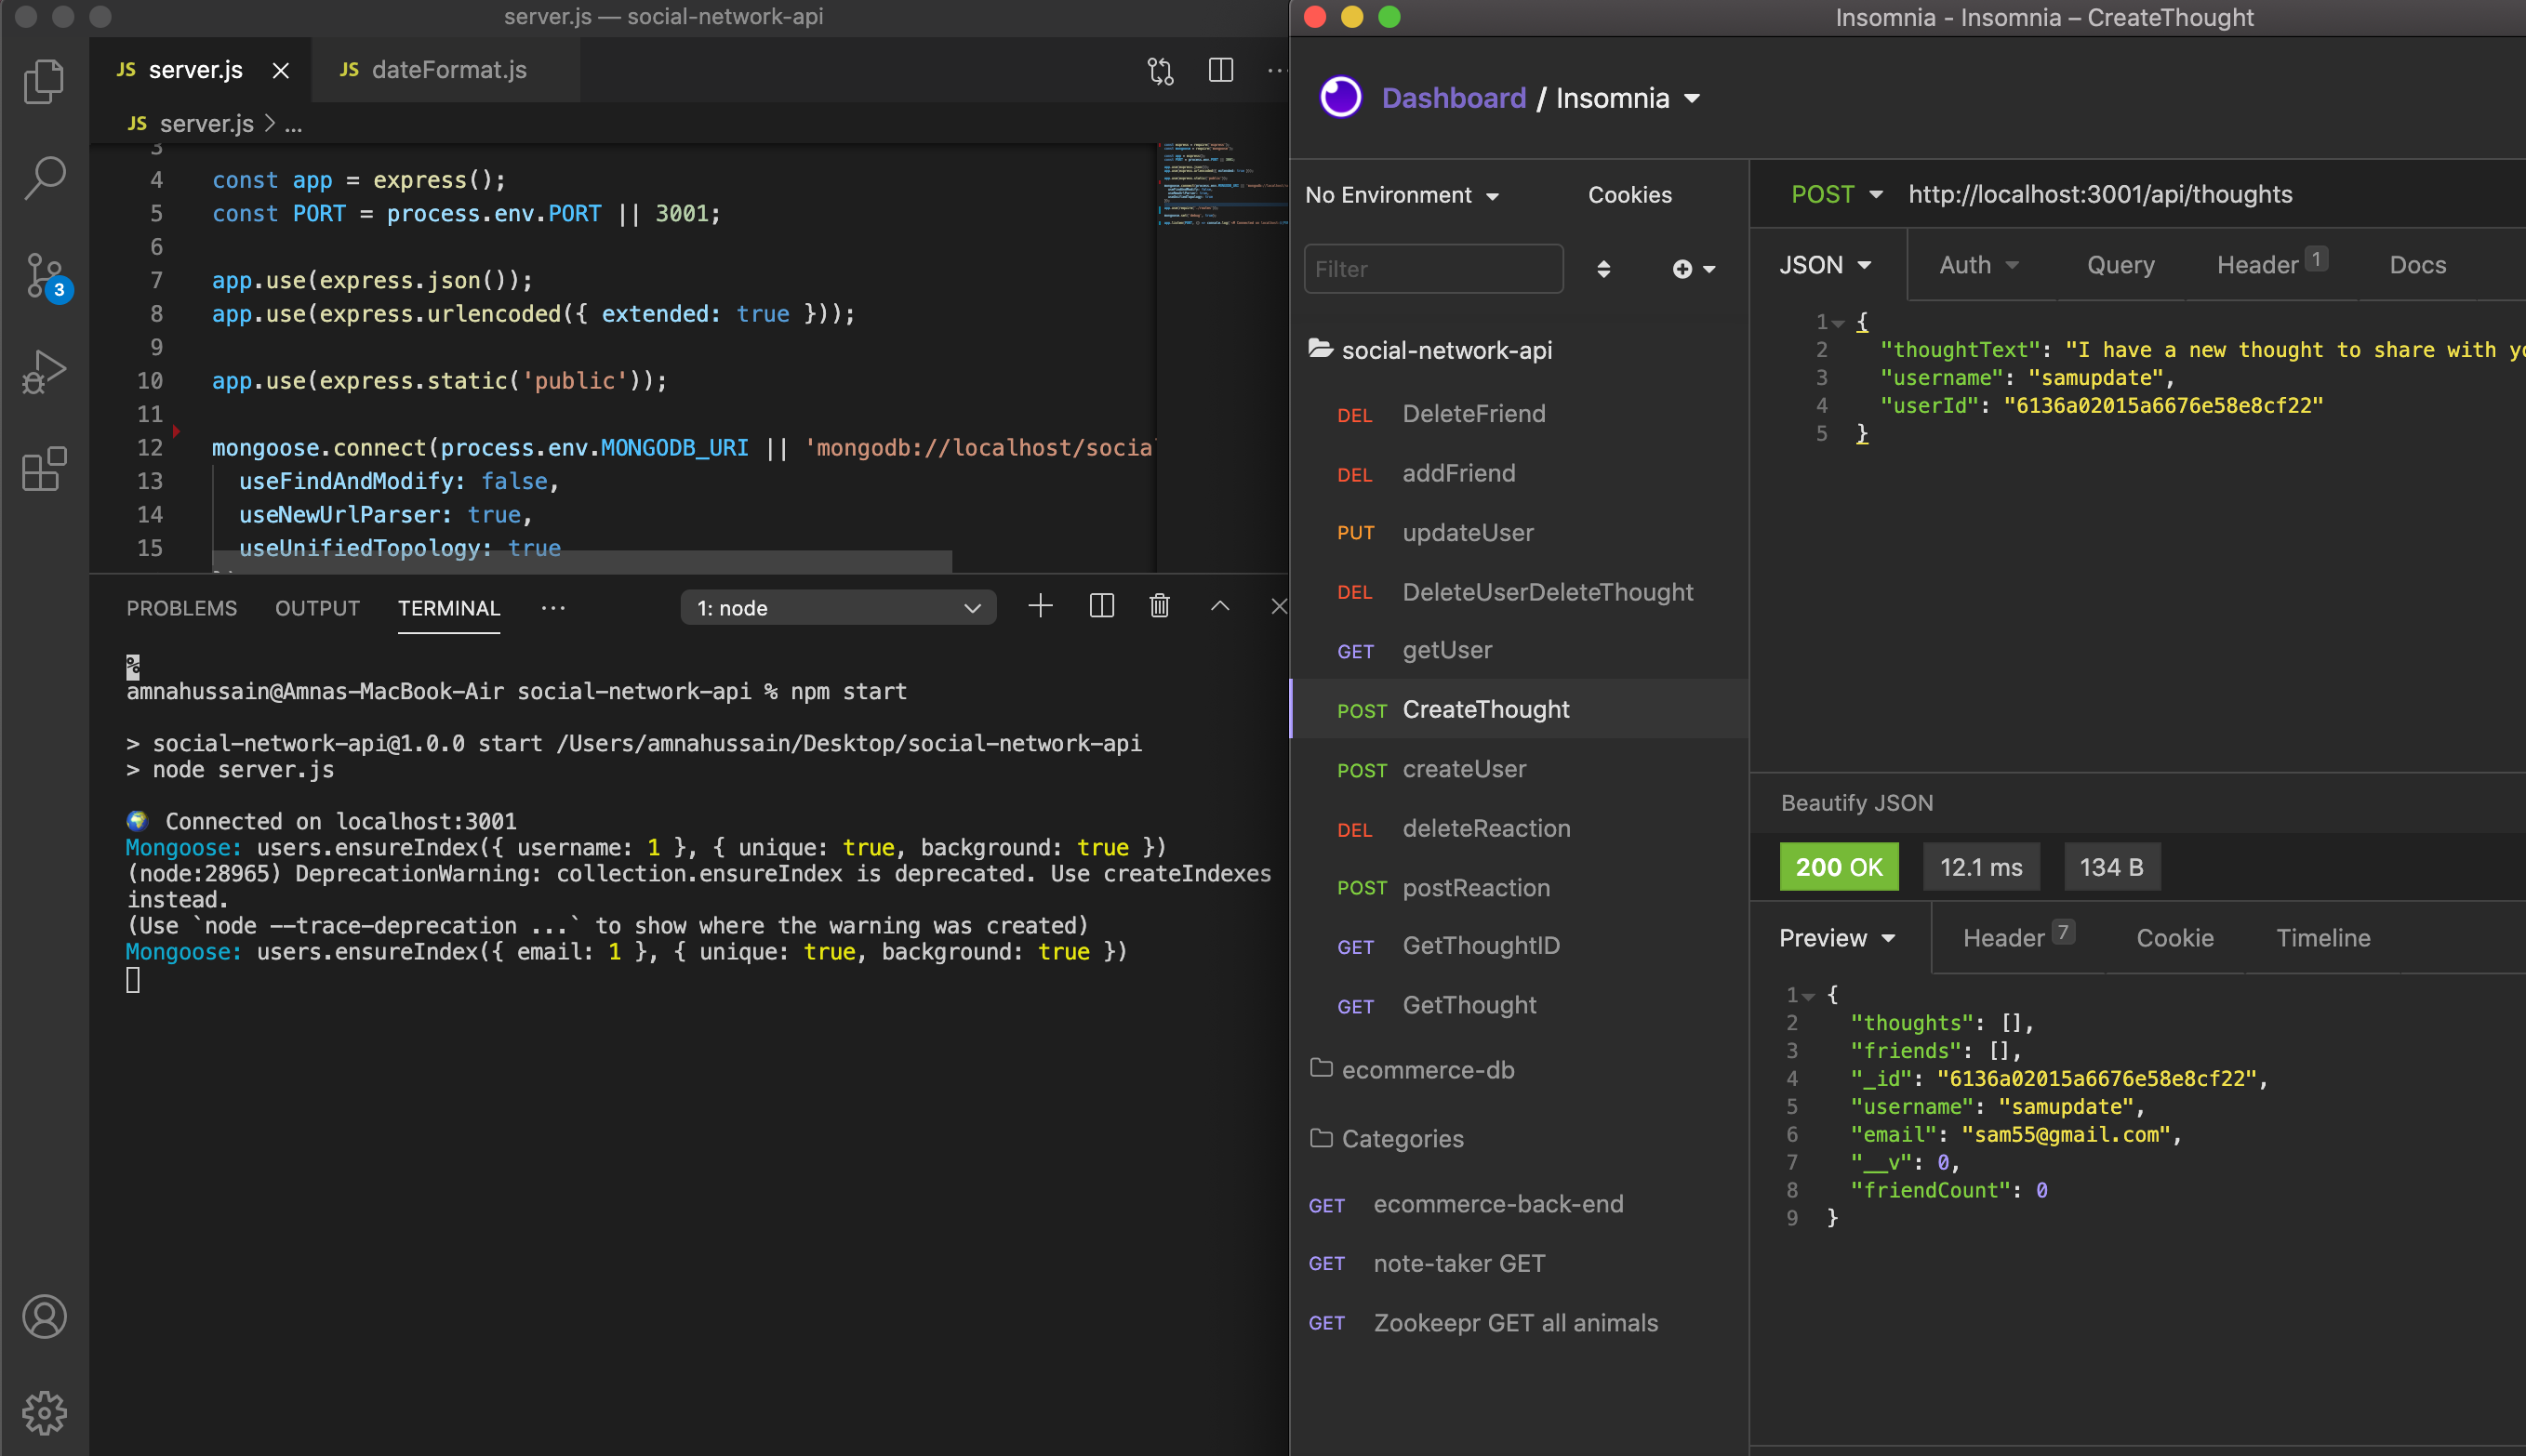 server.js — social-network-api
JS server.js
JS dateFormat.js
JS server.js > ...
3
4 const app = express();
5 const PORT = process.env.PORT || 3001;
6
7 app.use(express.json());
8 app.use(express.urlencoded({ extended: true }));
9
10 app.use(express.static('public'));
11
12 mongoose.connect(process.env.MONGODB_URI || 'mongodb://localhost/socia
13 useFindAndModify: false,
14 useNewUrlParser: true,
15 useUnifiedTopology: true
3
PROBLEMS OUTPUT TERMINAL ... 1: node
%
amnahussain@Amnas-MacBook-Air social-network-api % npm start
> social-network-api@1.0.0 start /Users/amnahussain/Desktop/social-network-api
> node server.js
Connected on localhost:3001
Mongoose: users.ensureIndex({ username: 1 }, { unique: true, background: true })
(node:28965) DeprecationWarning: collection.ensureIndex is deprecated. Use createIndexes
instead.
(Use `node --trace-deprecation ...` to show where the warning was created)
Mongoose: users.ensureIndex({ email: 1 }, { unique: true, background: true })
Insomnia - Insomnia – CreateThought
Dashboard / Insomnia
No Environment Cookies
Filter
social-network-api
DEL DeleteFriend
DEL addFriend
PUT updateUser
DEL DeleteUserDeleteThought
GET getUser
POST CreateThought
POST createUser
DEL deleteReaction
POST postReaction
GET GetThoughtID
GET GetThought
ecommerce-db
Categories
GET ecommerce-back-end
GET note-taker GET
GET Zookeepr GET all animals
POST http://localhost:3001/api/thoughts
JSON Auth Query Header 1 Docs
1 {
2 "thoughtText": "I have a new thought to share with yo
3 "username": "samupdate",
4 "userId": "6136a02015a6676e58e8cf22"
5 }
Beautify JSON
200 OK 12.1 ms 134 B
Preview Header 7 Cookie Timeline
1 {
2 "thoughts": [],
3 "friends": [],
4 "_id": "6136a02015a6676e58e8cf22",
5 "username": "samupdate",
6 "email": "sam55@gmail.com",
7 "__v": 0,
8 "friendCount": 0
9 }